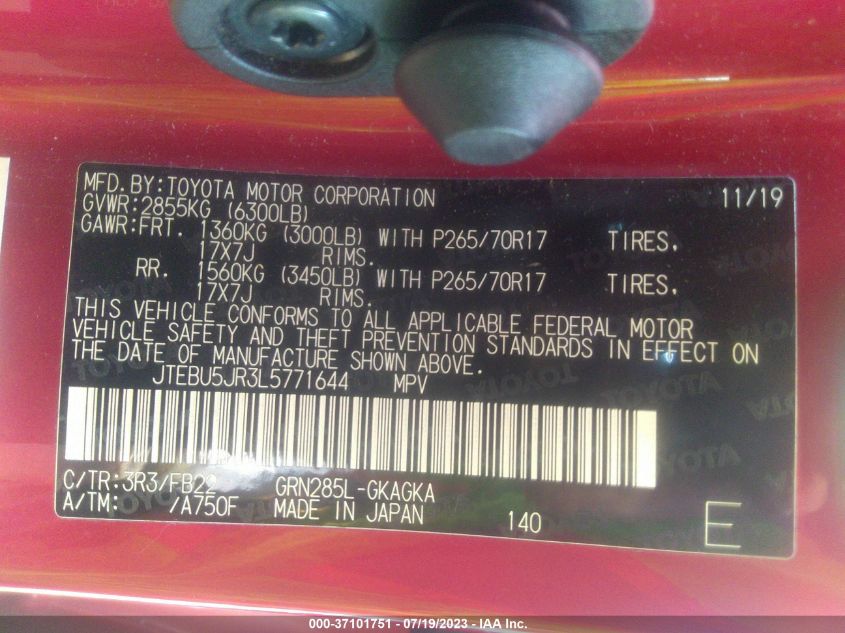 MFD.BY:TOYOTA MOTOR CORPORATION 11/19
GVWR:2855KG (6300LB)
GAWR:FRT. 1360KG (3000LB) WITH P265/70R17 TIRES,
17X7J RIMS.
RR. 1560KG (3450LB) WITH P265/70R17 TIRES,
17X7J RIMS.
THIS VEHICLE CONFORMS TO ALL APPLICABLE FEDERAL MOTOR
VEHICLE SAFETY AND THEFT PREVENTION STANDARDS IN EFFECT ON
THE DATE OF MANUFACTURE SHOWN ABOVE.
JTEBU5JR3L5771644 MPV
C/TR:3R3/FB22 GRN285L-GKAGKA
A/TM: /A750F MADE IN JAPAN 140 E
000-37101751 - 07/19/2023 - IAA Inc.